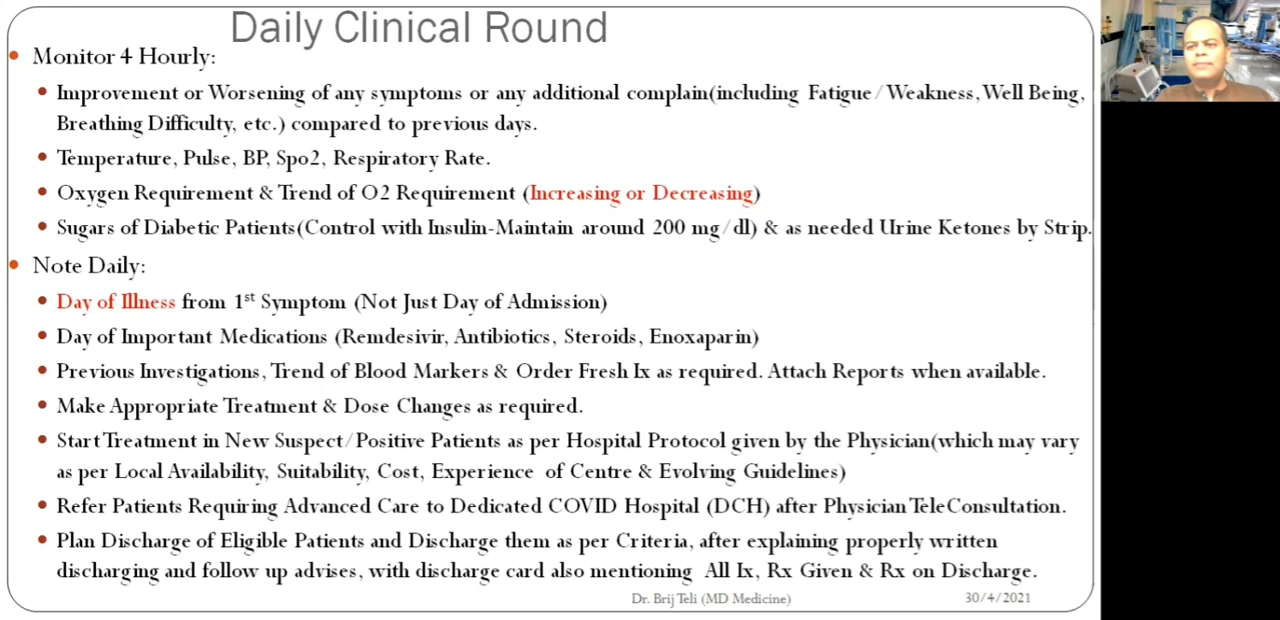 Daily Clinical Round
Monitor 4 Hourly:
Improvement or Worsening of any symptoms or any additional complain(including Fatigue/Weakness, Well Being,
Breathing Difficulty, etc.) compared to previous days.
Temperature, Pulse, BP, Spo2, Respiratory Rate.
Oxygen Requirement & Trend of O2 Requirement (Increasing or Decreasing)
Sugars of Diabetic Patients(Control with Insulin-Maintain around 200 mg/dl) & as needed Urine Ketones by Strip.
Note Daily:
Day of Illness from 1st Symptom (Not Just Day of Admission)
Day of Important Medications (Remdesivir, Antibiotics, Steroids, Enoxaparin)
Previous Investigations, Trend of Blood Markers & Order Fresh Ix as required. Attach Reports when available.
Make Appropriate Treatment & Dose Changes as required.
Start Treatment in New Suspect/Positive Patients as per Hospital Protocol given by the Physician(which may vary
as per Local Availability, Suitability, Cost, Experience of Centre & Evolving Guidelines)
Refer Patients Requiring Advanced Care to Dedicated COVID Hospital (DCH) after Physician TeleConsultation.
Plan Discharge of Eligible Patients and Discharge them as per Criteria, after explaining properly written
discharging and follow up advises, with discharge card also mentioning All Ix, Rx Given & Rx on Discharge.
Dr. Brij Teli (MD Medicine)
30/4/2021